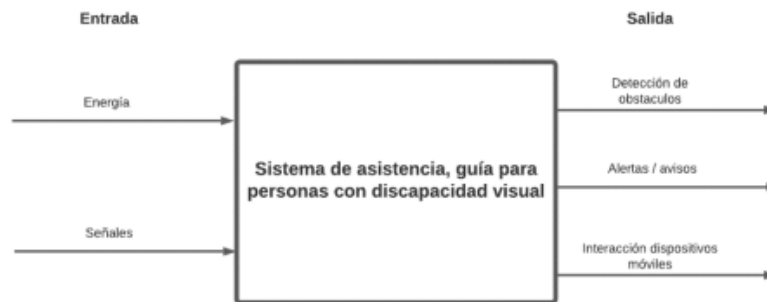 Entrada
Salida
Energía
Señales
Sistema de asistencia, guía para
personas con discapacidad visual
Detección de
obstaculos
Alertas / avisos
Interacción dispositivos
móviles